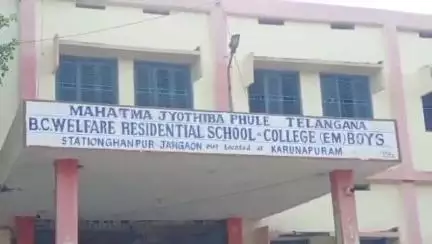 MAHATMA JYOTHIBA PHULE TELANGANA
B.C.WELFARE RESIDENTIAL SCHOOL - COLLEGE (EM) BOYS
STATIONGHANPUR JANGAON Located at KARUNAPURAM